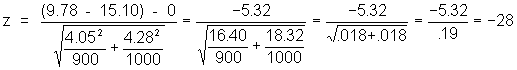 z = (9.78 - 15.10) - 0 / √(4.05²/900 + 4.28²/1000) = −5.32 / √(16.40/900 + 18.32/1000) = −5.32 / √(.018+.018) = −5.32 / .19 = −28